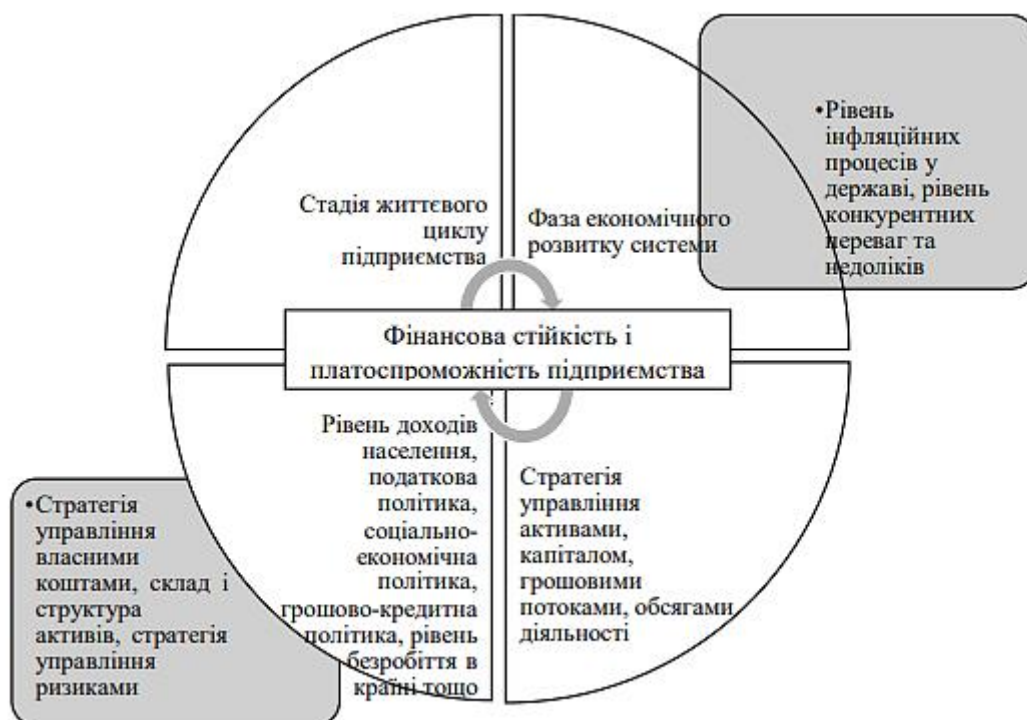 Стадія життєвого
циклу
підприємства
Фаза економічного
розвитку системи
•Рівень
інфляційних
процесів у
державі, рівень
конкурентних
переваг та
недоліків
Фінансова стійкість і
платоспроможність підприємства
Рівень доходів
населення,
податкова
політика,
соціально-
економічна
політика,
грошово-кредитна
політика, рівень
безробіття в
країні тощо
Стратегія
управління
активами,
капіталом,
грошовими
потоками, обсягами
діяльності
•Стратегія
управління
власними
коштами, склад і
структура
активів, стратегія
управління
ризиками